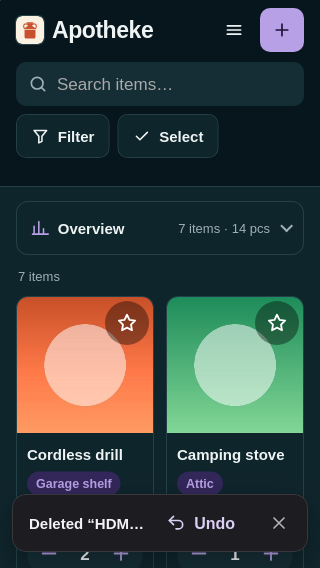 Apotheke
Search items…
Filter
Select
Overview
7 items · 14 pcs
7 items
Cordless drill
Camping stove
Garage shelf
Attic
Deleted “HDM…
Undo
2
1